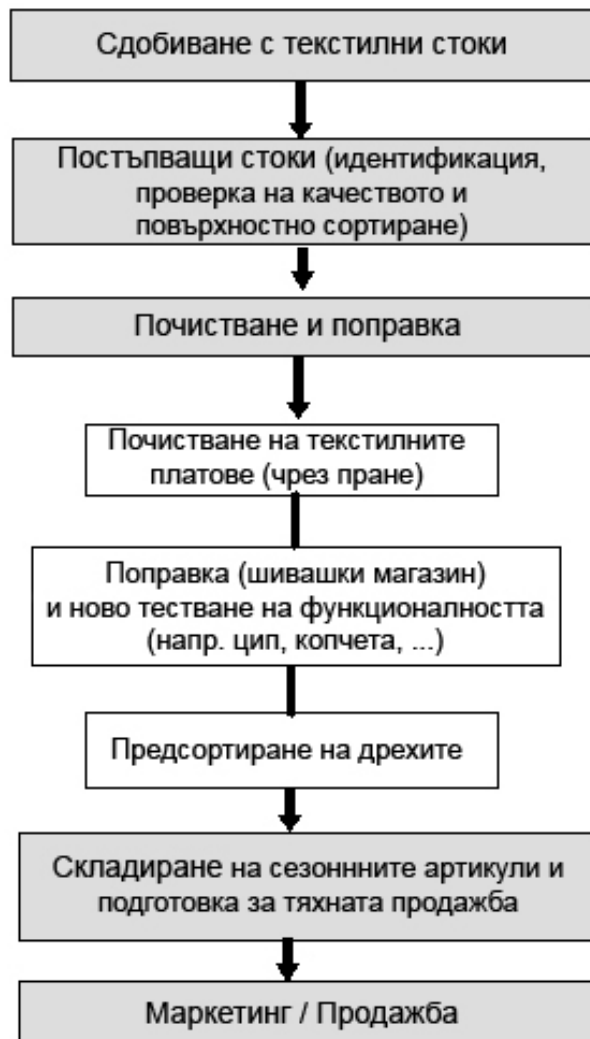 Сдобиване с текстилни стоки
Постъпващи стоки (идентификация,
проверка на качеството и
повърхностно сортиране)
Почистване и поправка
Почистване на текстилните
платове (чрез пране)
Поправка (шивашки магазин)
и ново тестване на функционалността
(напр. цип, копчета, ...)
Предсортиране на дрехите
Складиране на сезоннните артикули и
подготовка за тяхната продажба
Маркетинг / Продажба